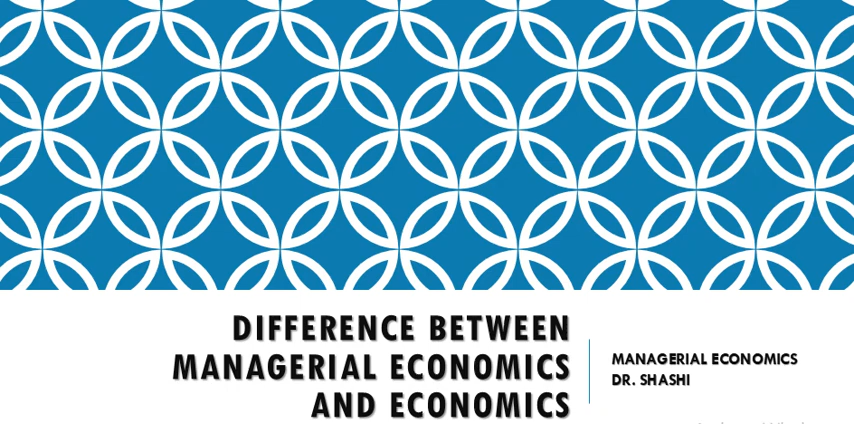 DIFFERENCE BETWEEN
MANAGERIAL ECONOMICS
AND ECONOMICS
MANAGERIAL ECONOMICS
DR. SHASHI